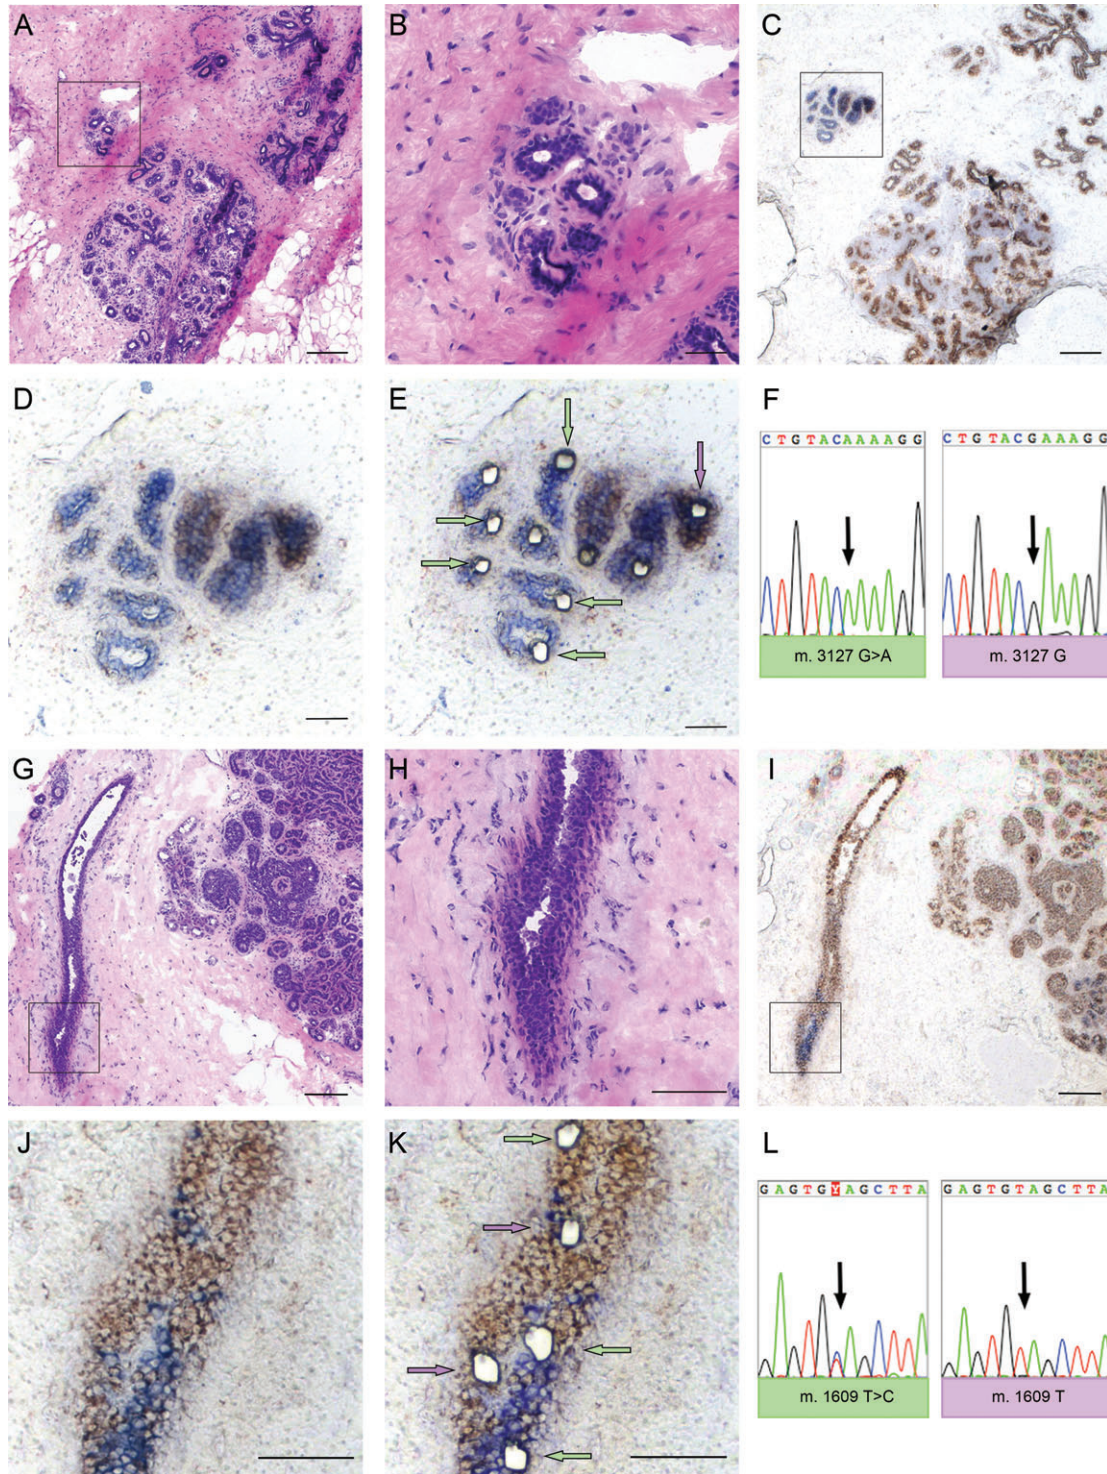 A
B
C
D
E
F
CTGTACAAAAGG
CTGTACGAAAGG
m. 3127 G>A
m. 3127 G
G
H
I
J
K
L
GAGTGYAGCTTA
GAGTGTAGCTTA
m. 1609 T>C
m. 1609 T